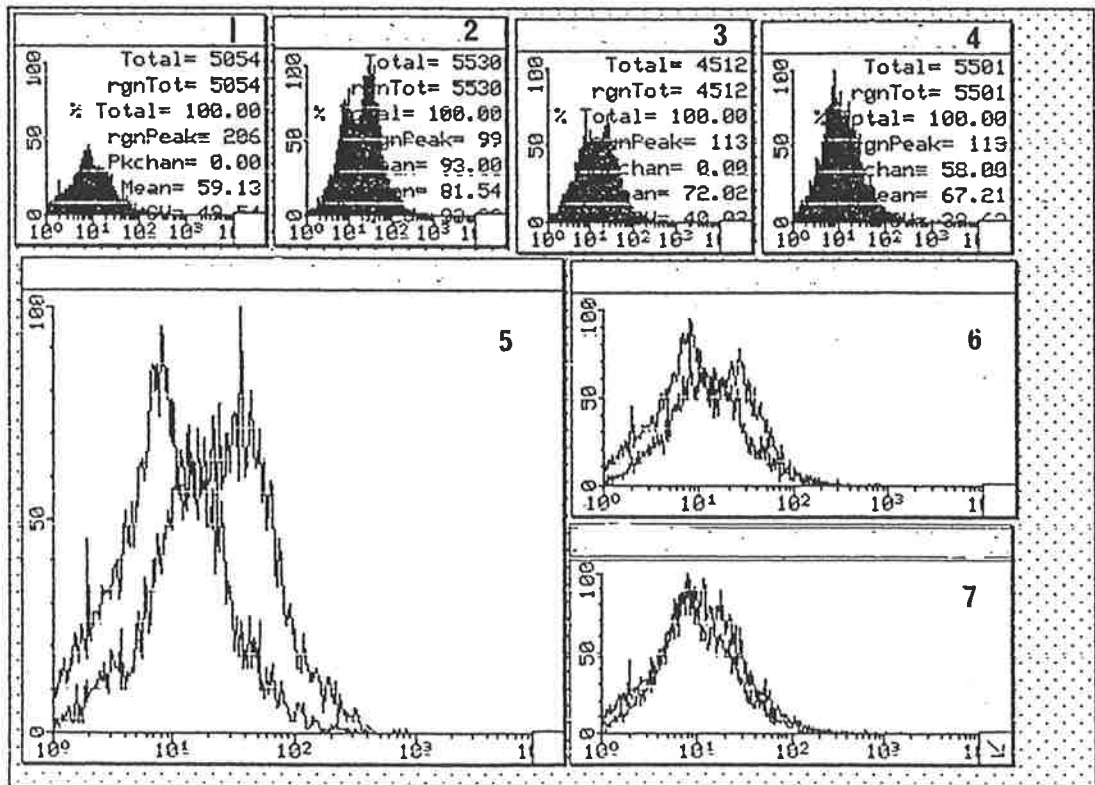 1
Total= 5054
rgnTot= 5054
% Total= 100.00
rgnPeak= 206
Pkchan= 0.00
Mean= 59.13
100
50
0
10⁰ 10¹ 10² 10³
2
Total= 5530
rgnTot= 5530
% 100.00
99
93.00
81.54
100
50
0
10⁰ 10¹ 10² 10³
3
Total= 4512
rgnTot= 4512
% Total= 100.00
rgnPeak= 113
0.00
72.02
100
50
0
10⁰ 10¹ 10² 10³
4
Total= 5501
rgnTot= 5501
% 100.00
rgnPeak= 113
58.00
67.21
100
50
0
10⁰ 10¹ 10² 10³
5
100
50
0
10⁰ 10¹ 10² 10³
6
100
50
0
10⁰ 10¹ 10² 10³
7
100
50
0
10⁰ 10¹ 10² 10³